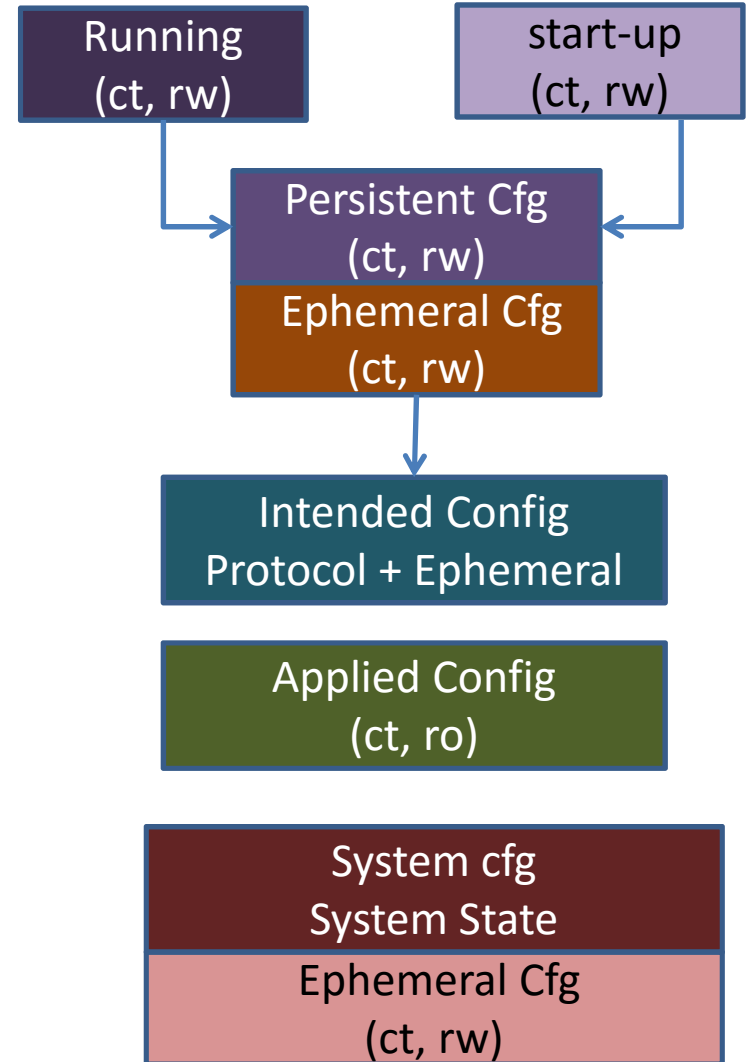 Running
(ct, rw)
start-up
(ct, rw)
Persistent Cfg
(ct, rw)
Ephemeral Cfg
(ct, rw)
Intended Config
Protocol + Ephemeral
Applied Config
(ct, ro)
System cfg
System State
Ephemeral Cfg
(ct, rw)